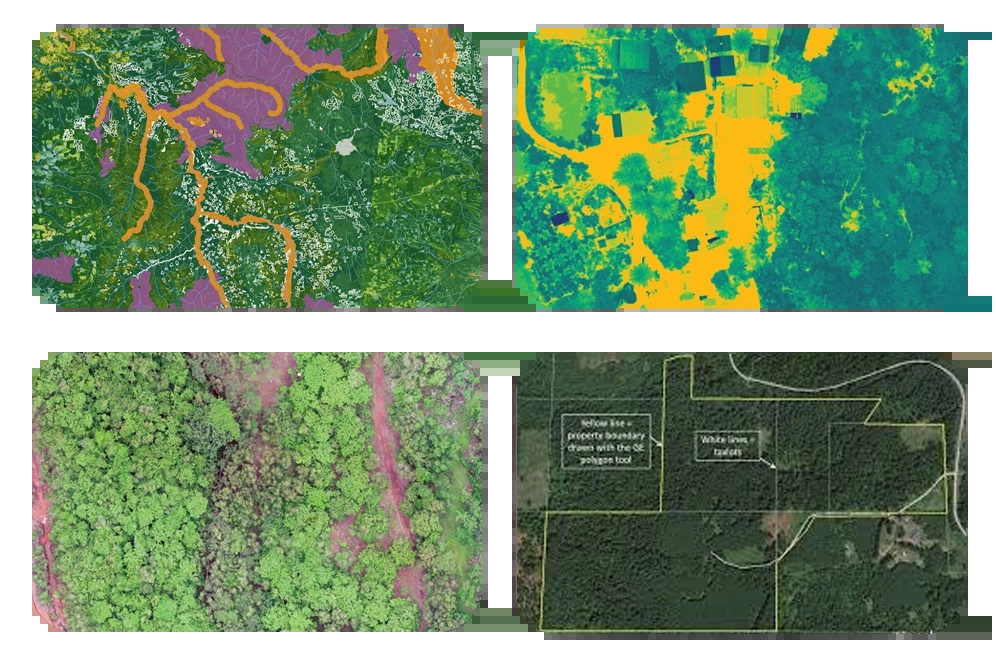 Yellow line =
property boundary
drawn with the GE
polygon tool
White lines =
taxlots